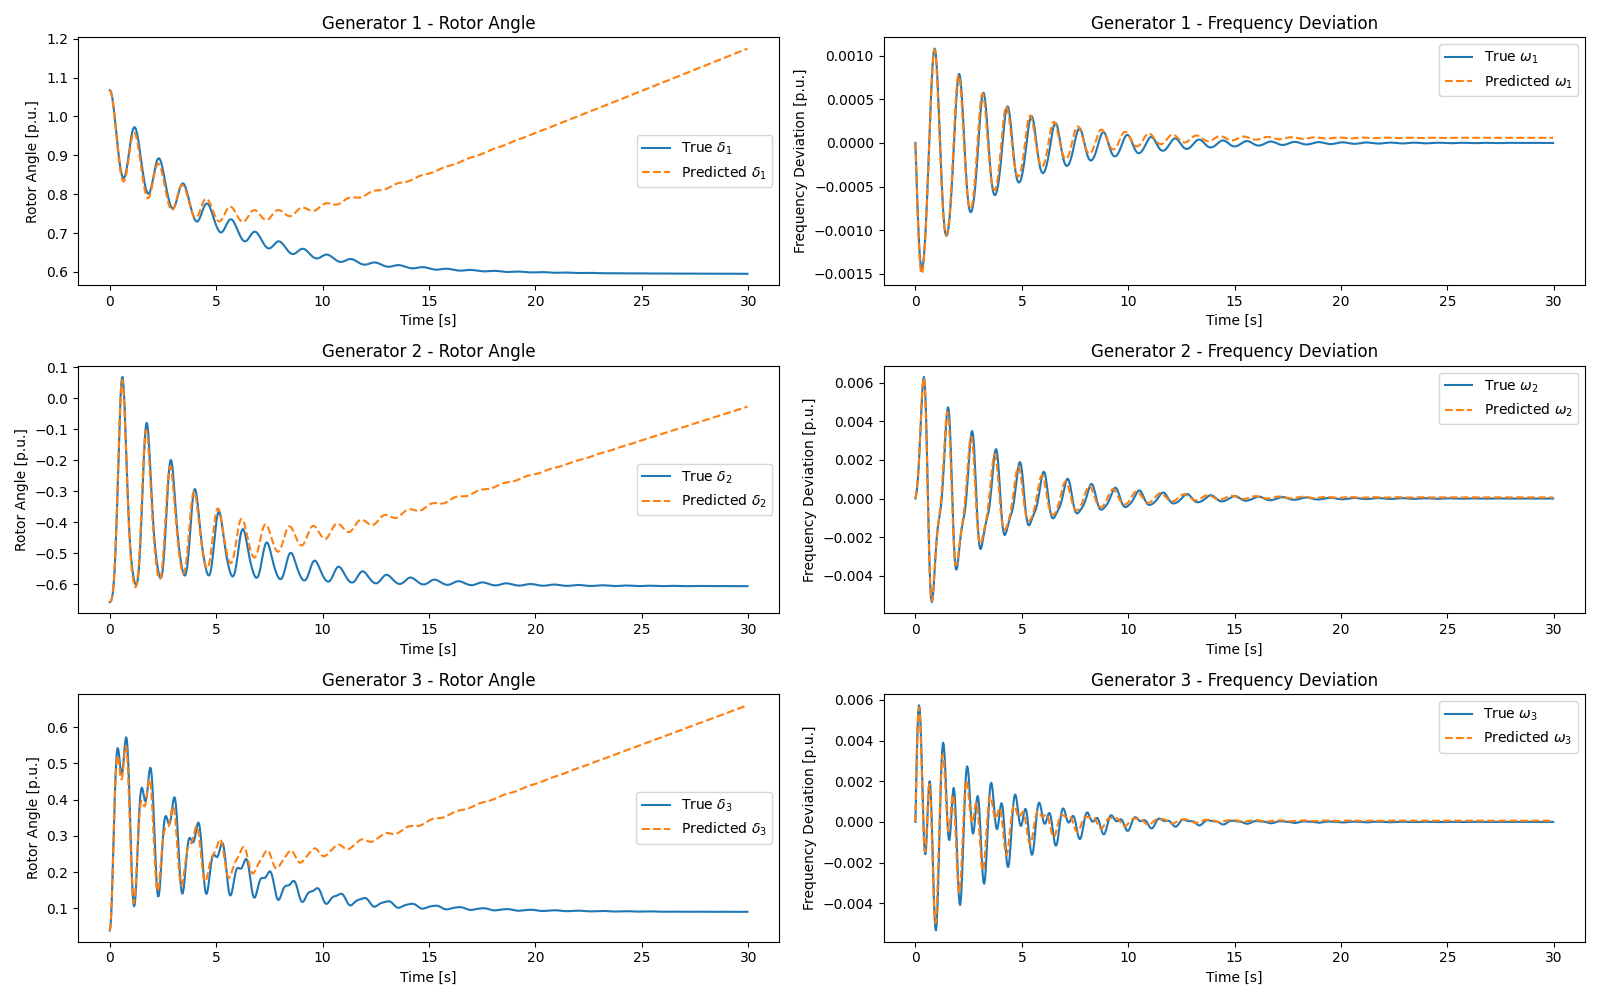 Generator 1 - Rotor Angle
Rotor Angle [p.u.]
1.2
1.1
1.0
0.9
0.8
0.7
0.6
True δ₁
Predicted δ₁
0 5 10 15 20 25 30
Time [s]
Generator 1 - Frequency Deviation
Frequency Deviation [p.u.]
0.0010
0.0005
0.0000
−0.0005
−0.0010
−0.0015
True ω₁
Predicted ω₁
0 5 10 15 20 25 30
Time [s]
Generator 2 - Rotor Angle
Rotor Angle [p.u.]
0.1
0.0
−0.1
−0.2
−0.3
−0.4
−0.5
−0.6
True δ₂
Predicted δ₂
0 5 10 15 20 25 30
Time [s]
Generator 2 - Frequency Deviation
Frequency Deviation [p.u.]
0.006
0.004
0.002
0.000
−0.002
−0.004
True ω₂
Predicted ω₂
0 5 10 15 20 25 30
Time [s]
Generator 3 - Rotor Angle
Rotor Angle [p.u.]
0.6
0.5
0.4
0.3
0.2
0.1
True δ₃
Predicted δ₃
0 5 10 15 20 25 30
Time [s]
Generator 3 - Frequency Deviation
Frequency Deviation [p.u.]
0.006
0.004
0.002
0.000
−0.002
−0.004
True ω₃
Predicted ω₃
0 5 10 15 20 25 30
Time [s]